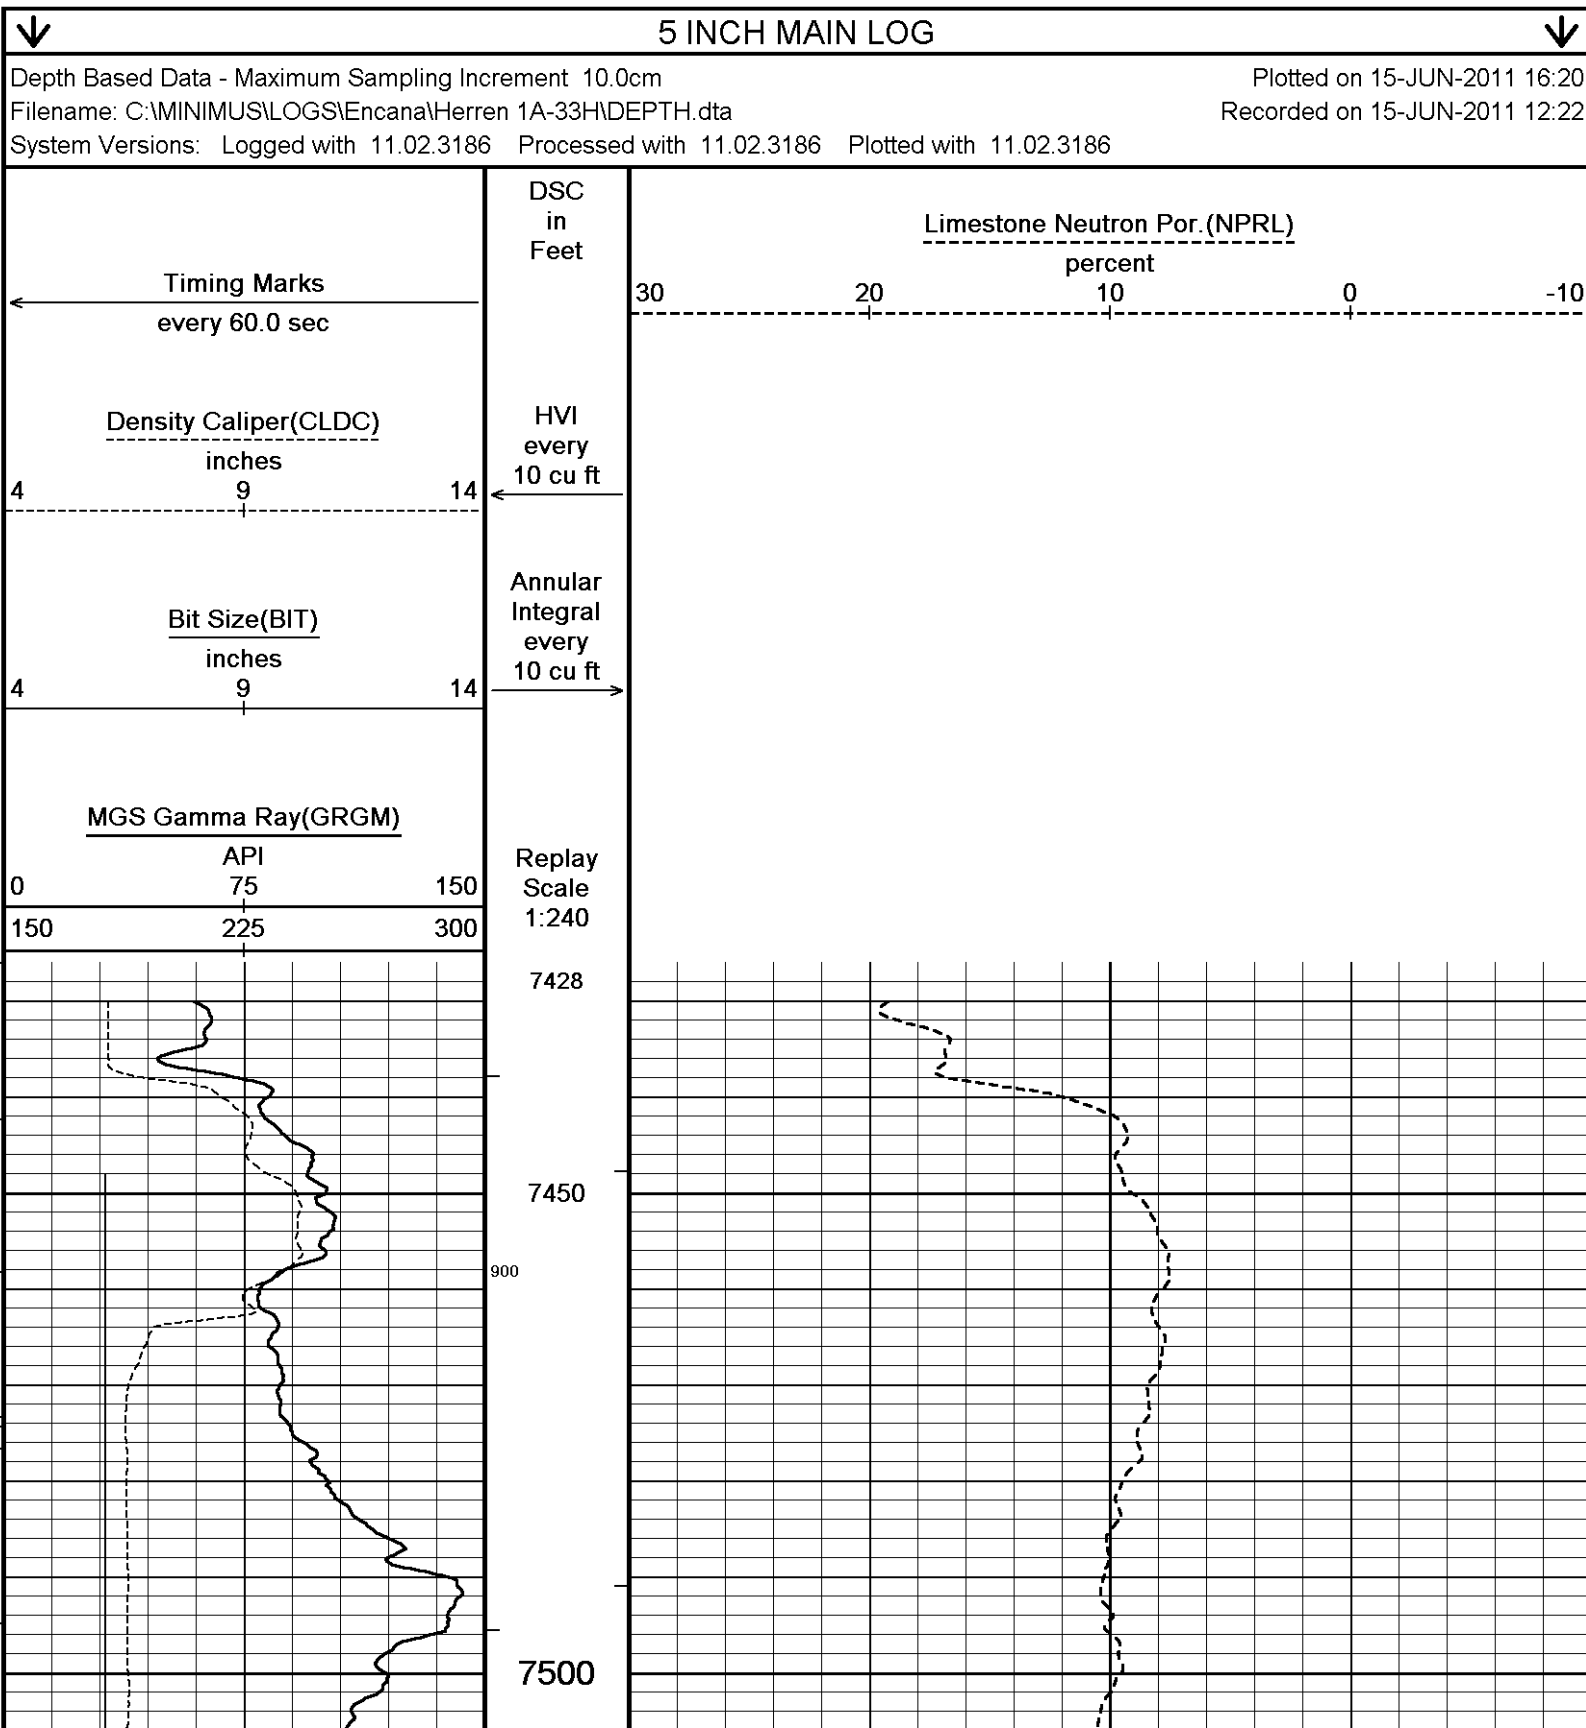 5 INCH MAIN LOG
Depth Based Data - Maximum Sampling Increment 10.0cm
Plotted on 15-JUN-2011 16:20
Filename: C:\MINIMUS\LOGS\Encana\Herren 1A-33H\DEPTH.dta
Recorded on 15-JUN-2011 12:22
System Versions: Logged with 11.02.3186 Processed with 11.02.3186 Plotted with 11.02.3186
Timing Marks
every 60.0 sec
Density Caliper(CLDC)
inches
4 9 14
Bit Size(BIT)
inches
4 9 14
MGS Gamma Ray(GRGM)
API
0 75 150
150 225 300
DSC
in
Feet
HVI
every
10 cu ft
Annular
Integral
every
10 cu ft
Replay
Scale
1:240
7428
7450
900
7500
Limestone Neutron Por.(NPRL)
percent
30 20 10 0 -10